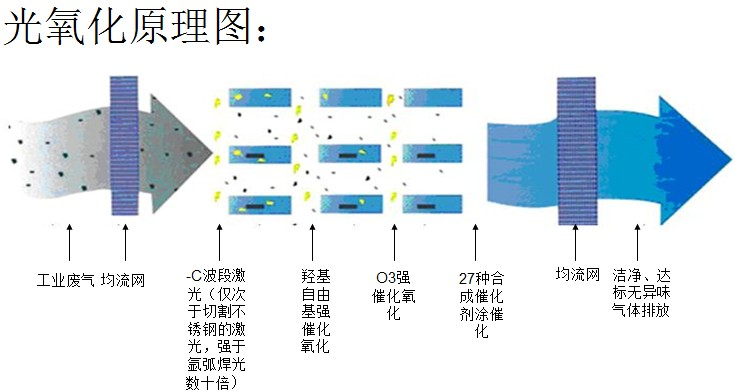 光氧化原理图：
工业废气
均流网
-C波段激
光（仅次
于切割不
锈钢的激
光，强于
氩弧焊光
数十倍）
羟基
自由
基强
催化
氧化
O3强
催化氧
化
27种合
成催化
剂涂催
化
均流网
洁净、达
标无异味
气体排放